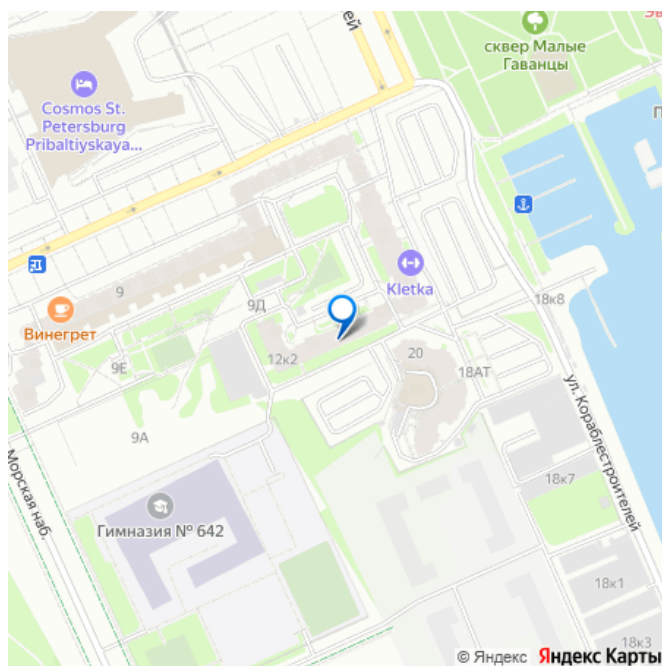 ей
сквер Малые
Гаванцы
Cosmos St.
Petersburg
Pribaltiyskaya...
П
Kletka
9
9Д
18к8
Винегрет
12к2
20
9Е
18АТ
9А
ул. Кораблестроителей
Морская наб.
18к7
Гимназия № 642
18к1
18к3
© Яндекс Яндекс Карты